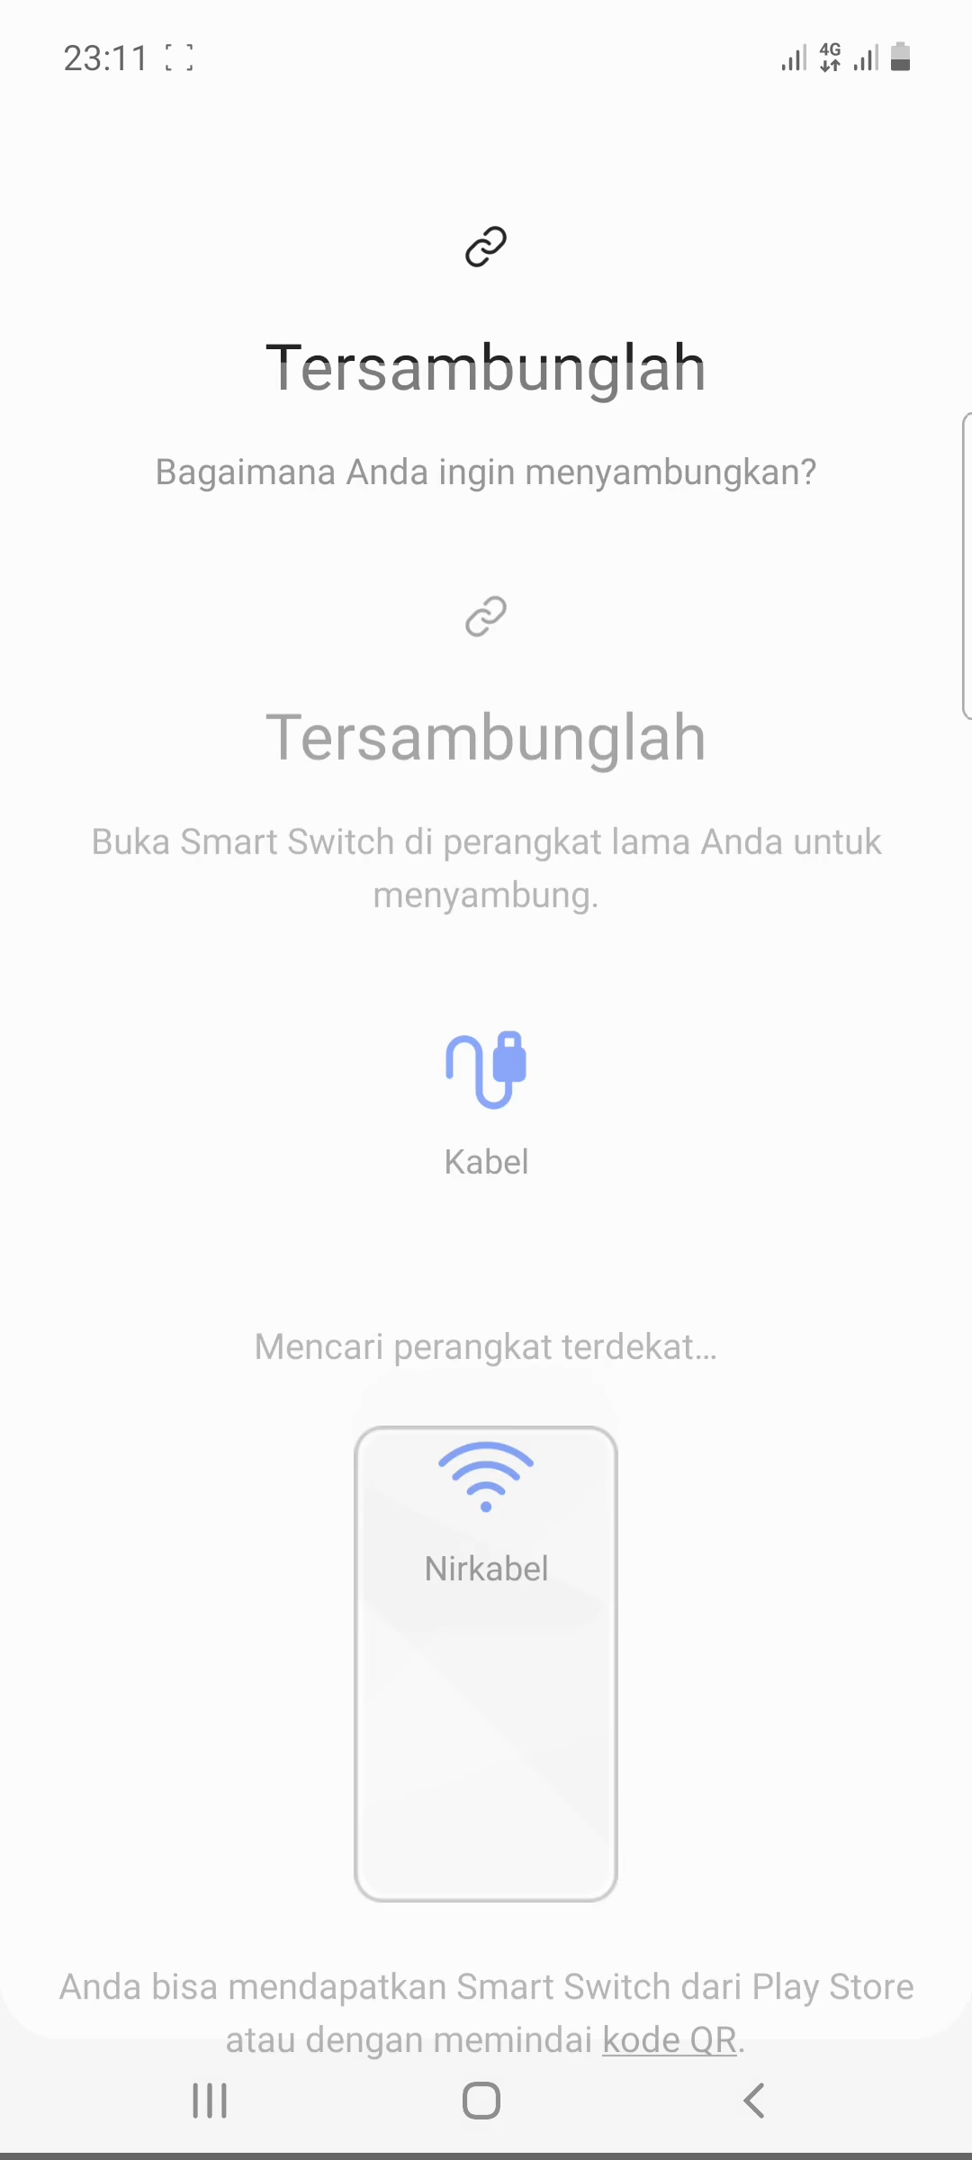 23:11
4G
Tersambunglah
Bagaimana Anda ingin menyambungkan?
Tersambunglah
Buka Smart Switch di perangkat lama Anda untuk
menyambung.
Kabel
Mencari perangkat terdekat...
Nirkabel
Anda bisa mendapatkan Smart Switch dari Play Store
atau dengan memindai kode QR.